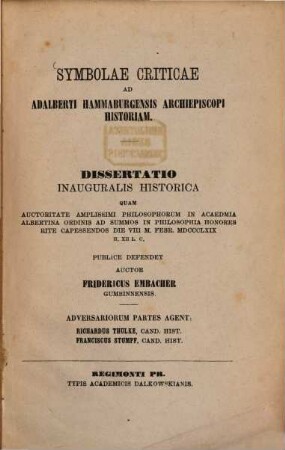 SYMBOLAE CRITICAE
AD
ADALBERTI HAMMABURGENSIS ARCHIEPISCOPI
HISTORIAM.
DISSERTATIO
INAUGURALIS HISTORICA
QUAM
AUCTORITATE AMPLISSIMI PHILOSOPHORUM IN ACAEDMIA
ALBERTINA ORDINIS AD SUMMOS IN PHILOSOPHIA HONORES
RITE CAPESSENDOS DIE VIII M. FEBR. MDCCCLXIX
H. XII L. C.
PUBLICE DEFENDET
AUCTOR
FRIDERICUS EMBACHER
GUMBINNENSIS.
ADVERSARIORUM PARTES AGENT:
RICHARDUS THULKE, CAND. HIST.
FRANCISCUS STUMPF, CAND. HIST.
REGIMONTI PR.
TYPIS ACADEMICIS DALKOWSKIANIS.